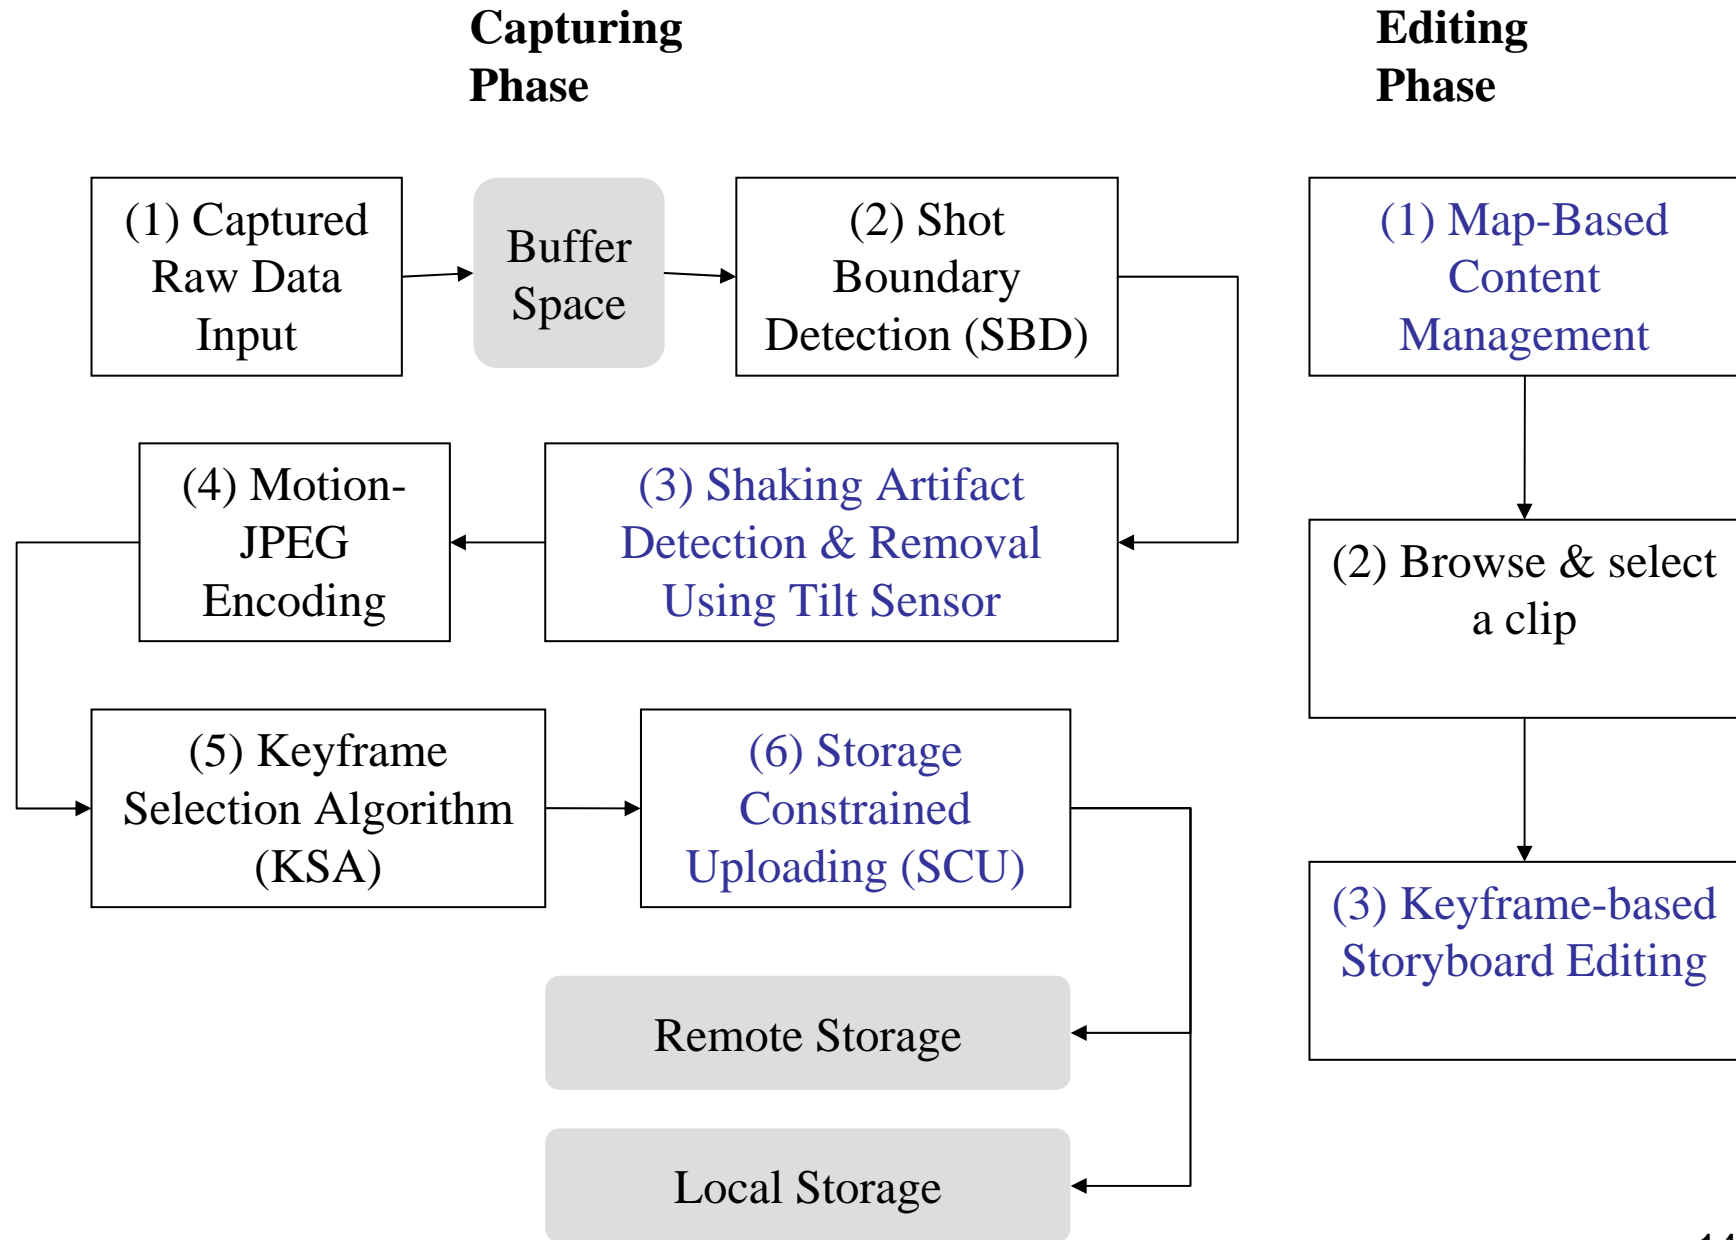 Capturing
Phase
(1) Captured
Raw Data
Input
Buffer
Space
(2) Shot
Boundary
Detection (SBD)
(3) Shaking Artifact
Detection & Removal
Using Tilt Sensor
(4) Motion-
JPEG
Encoding
(5) Keyframe
Selection Algorithm
(KSA)
(6) Storage
Constrained
Uploading (SCU)
Remote Storage
Local Storage
Editing
Phase
(1) Map-Based
Content
Management
(2) Browse & select
a clip
(3) Keyframe-based
Storyboard Editing